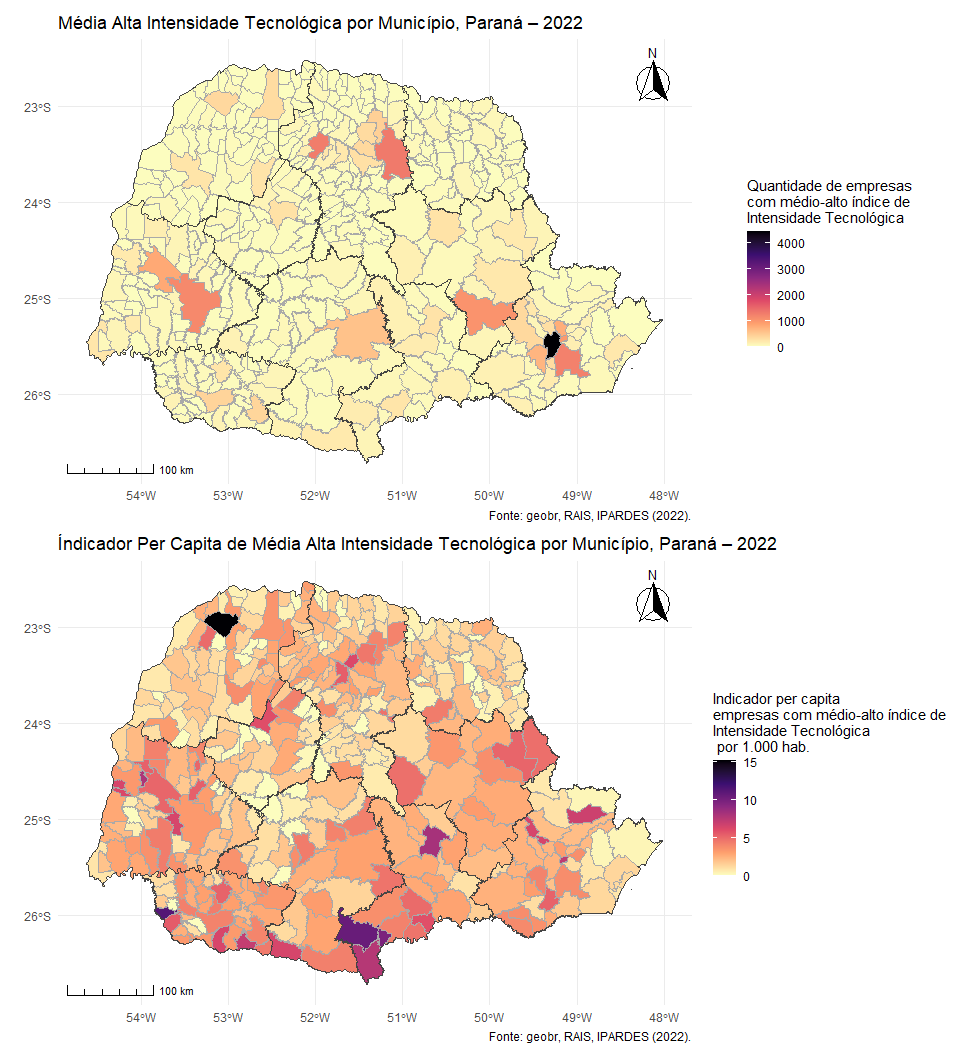 Média Alta Intensidade Tecnológica por Município, Paraná – 2022
N
23°S
24°S
25°S
26°S
Quantidade de empresas
com médio-alto índice de
Intensidade Tecnológica
4000
3000
2000
1000
0
100 km
54°W 53°W 52°W 51°W 50°W 49°W 48°W
Fonte: geobr, RAIS, IPARDES (2022).
Índicador Per Capita de Média Alta Intensidade Tecnológica por Município, Paraná – 2022
N
23°S
24°S
25°S
26°S
Indicador per capita
empresas com médio-alto índice de
Intensidade Tecnológica
por 1.000 hab.
15
10
5
0
100 km
54°W 53°W 52°W 51°W 50°W 49°W 48°W
Fonte: geobr, RAIS, IPARDES (2022).